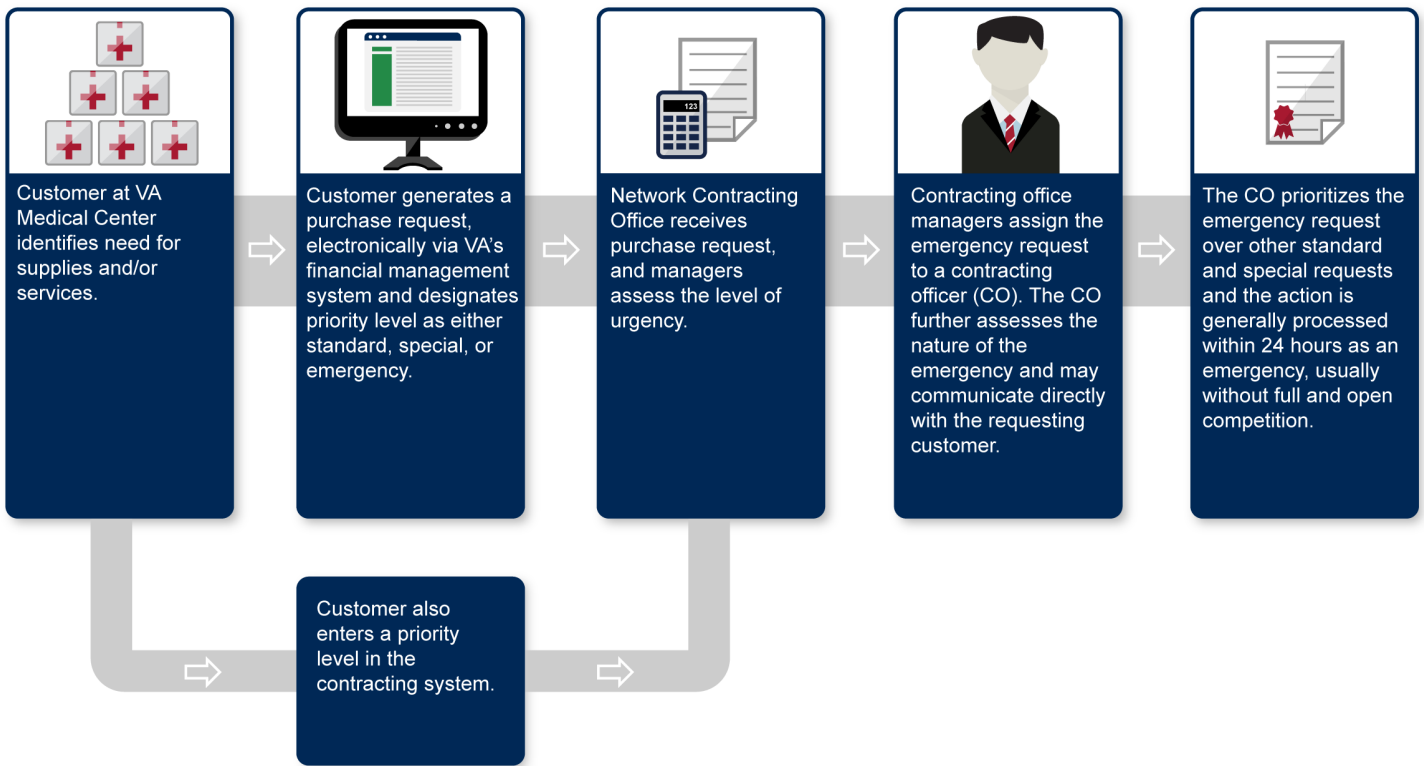 123
Customer at VA
Medical Center
identifies need for
supplies and/or
services.
Customer generates a
purchase request,
electronically via VA’s
financial management
system and designates
priority level as either
standard, special, or
emergency.
Network Contracting
Office receives
purchase request,
and managers
assess the level of
urgency.
Contracting office
managers assign the
emergency request
to a contracting
officer (CO). The CO
further assesses the
nature of the
emergency and may
communicate directly
with the requesting
customer.
The CO prioritizes the
emergency request
over other standard
and special requests
and the action is
generally processed
within 24 hours as an
emergency, usually
without full and open
competition.
Customer also
enters a priority
level in the
contracting system.